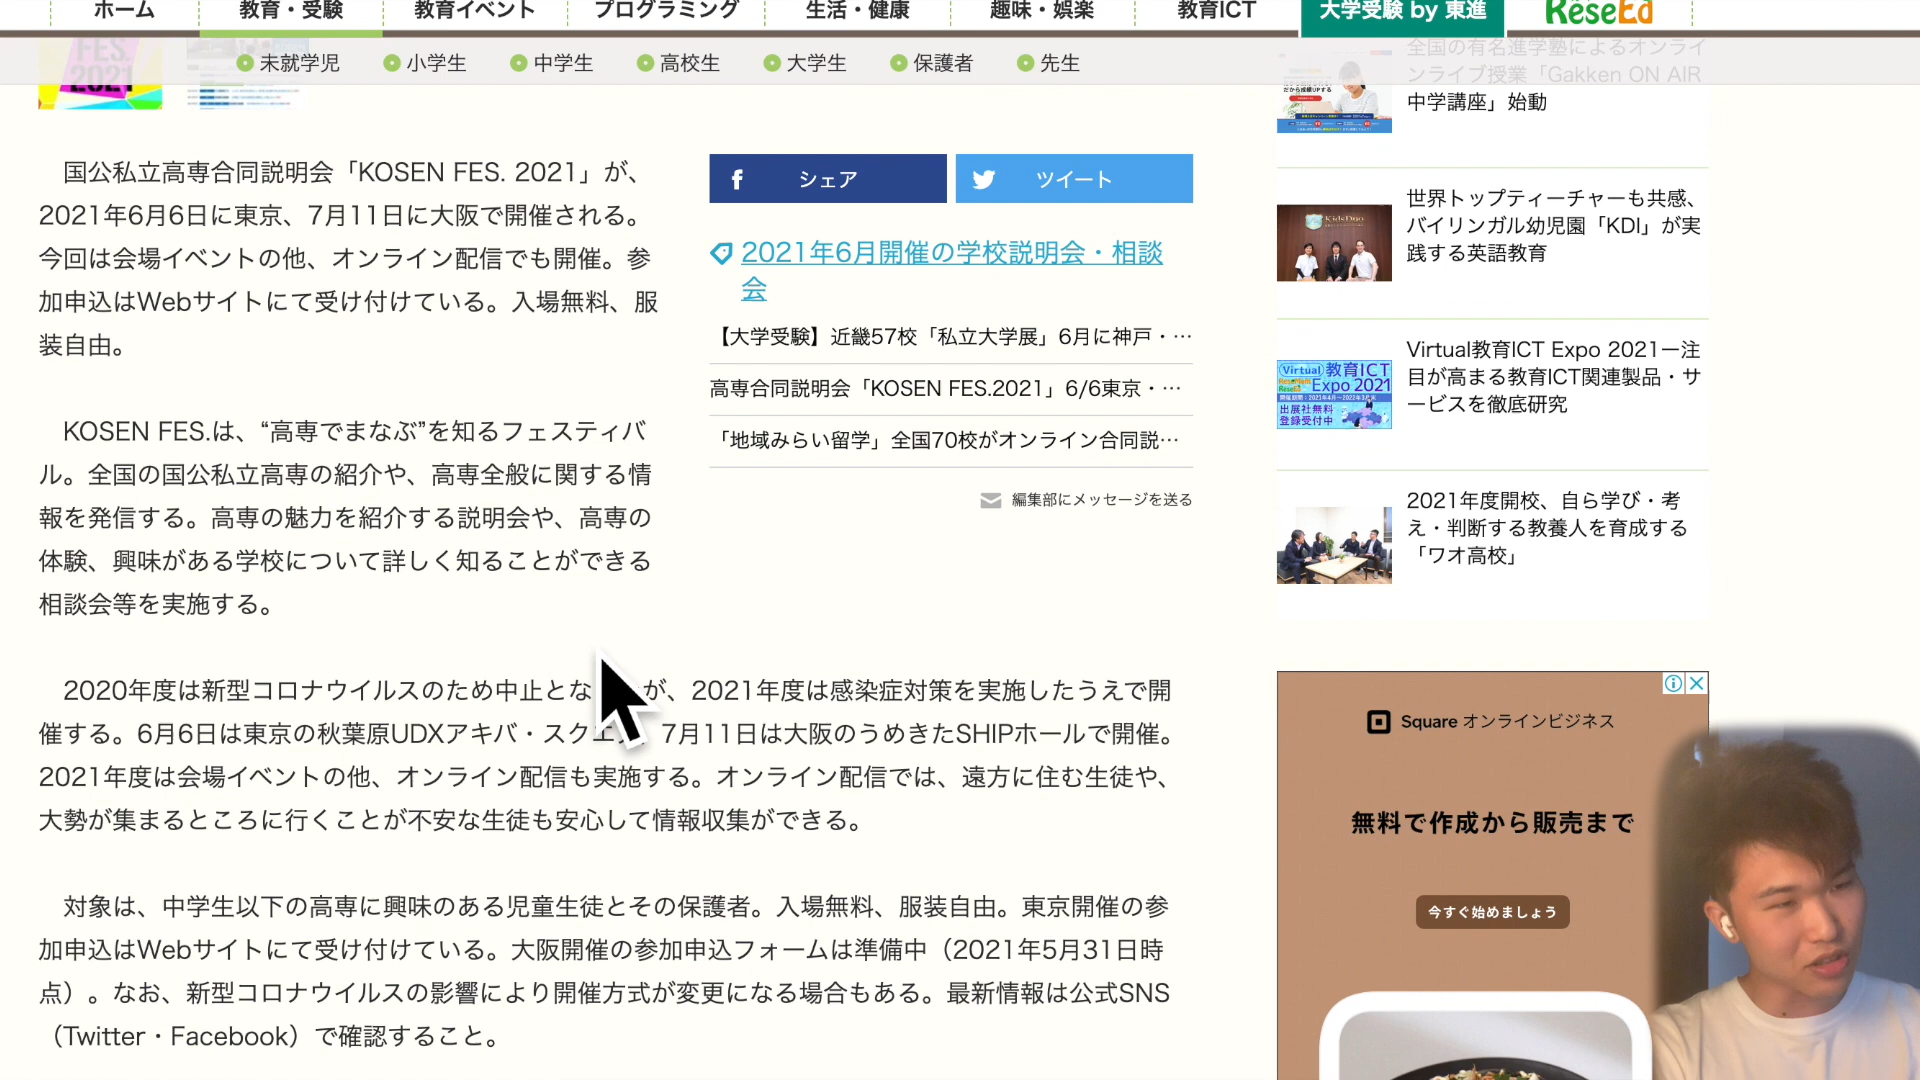 ホーム
教育・受験
教育イベント
プログラミング
生活・健康
趣味・娯楽
教育ICT
大学受験 by 東進
ReseEd
FES.
2021
未就学児
小学生
中学生
高校生
大学生
保護者
先生
国公私立高専合同説明会「KOSEN FES. 2021」が、
2021年6月6日に東京、7月11日に大阪で開催される。
今回は会場イベントの他、オンライン配信でも開催。参
加申込はWebサイトにて受け付けている。入場無料、服
装自由。
KOSEN FES.は、“高専でまなぶ”を知るフェスティバ
ル。全国の国公私立高専の紹介や、高専全般に関する情
報を発信する。高専の魅力を紹介する説明会や、高専の
体験、興味がある学校について詳しく知ることができる
相談会等を実施する。
2020年度は新型コロナウイルスのため中止とな が、2021年度は感染症対策を実施したうえで開
催する。6月6日は東京の秋葉原UDXアキバ・スクエ 7月11日は大阪のうめきたSHIPホールで開催。
2021年度は会場イベントの他、オンライン配信も実施する。オンライン配信では、遠方に住む生徒や、
大勢が集まるところに行くことが不安な生徒も安心して情報収集ができる。
対象は、中学生以下の高専に興味のある児童生徒とその保護者。入場無料、服装自由。東京開催の参
加申込はWebサイトにて受け付けている。大阪開催の参加申込フォームは準備中（2021年5月31日時
点）。なお、新型コロナウイルスの影響により開催方式が変更になる場合もある。最新情報は公式SNS
（Twitter・Facebook）で確認すること。
シェア
ツイート
2021年6月開催の学校説明会・相談
会
【大学受験】近畿57校「私立大学展」6月に神戸・…
高専合同説明会「KOSEN FES.2021」6/6東京・…
「地域みらい留学」全国70校がオンライン合同説…
編集部にメッセージを送る
全国の有名進学塾によるオンライ
ンライブ授業「Gakken ON AIR
中学講座」始動
だから成績UPする
世界トップティーチャーも共感、
バイリンガル幼児園「KDI」が実
践する英語教育
KidsDuo
Virtual教育ICT Expo 2021ー注
目が高まる教育ICT関連製品・サ
ービスを徹底研究
Virtual 教育ICT
Expo 2021
出展社無料
登録受付中
2021年度開校、自ら学び・考
え・判断する教養人を育成する
「ワオ高校」
Square オンラインビジネス
無料で作成から販売まで
今すぐ始めましょう